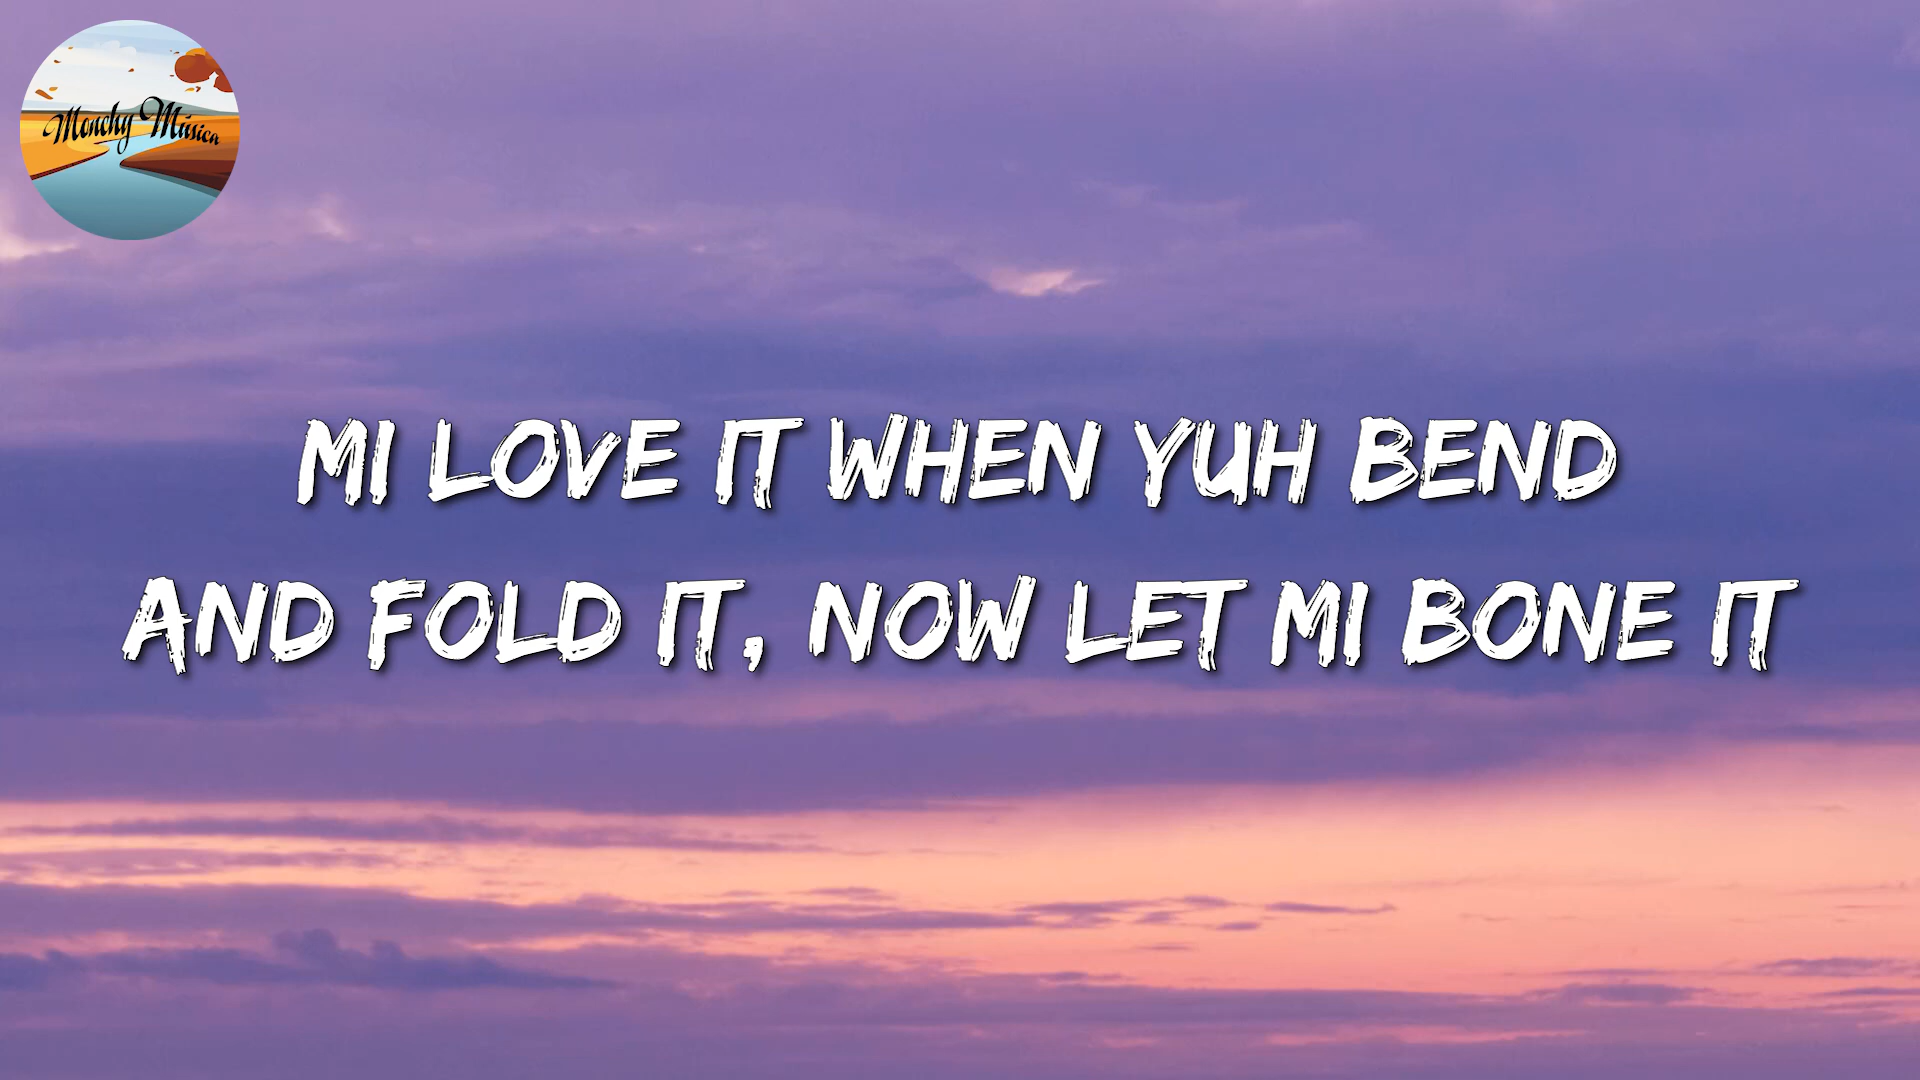 Monchy Música
MI LOVE IT WHEN YUH BEND
AND FOLD IT, NOW LET MI BONE IT